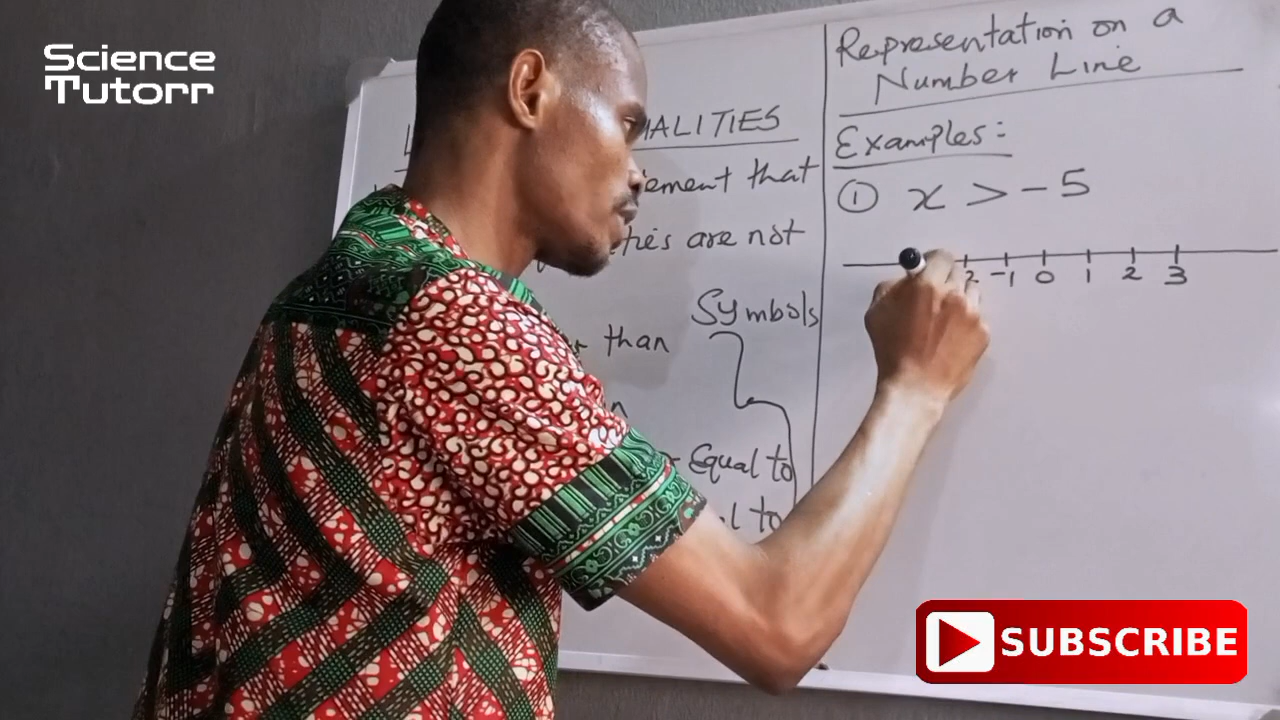 Science
Tutorr
ALITIES
ement that
ties are not
Symbols
than
Equal to
l to
Representation on a
Number Line
Examples:
① x > -5
-1 0 1 2 3
SUBSCRIBE